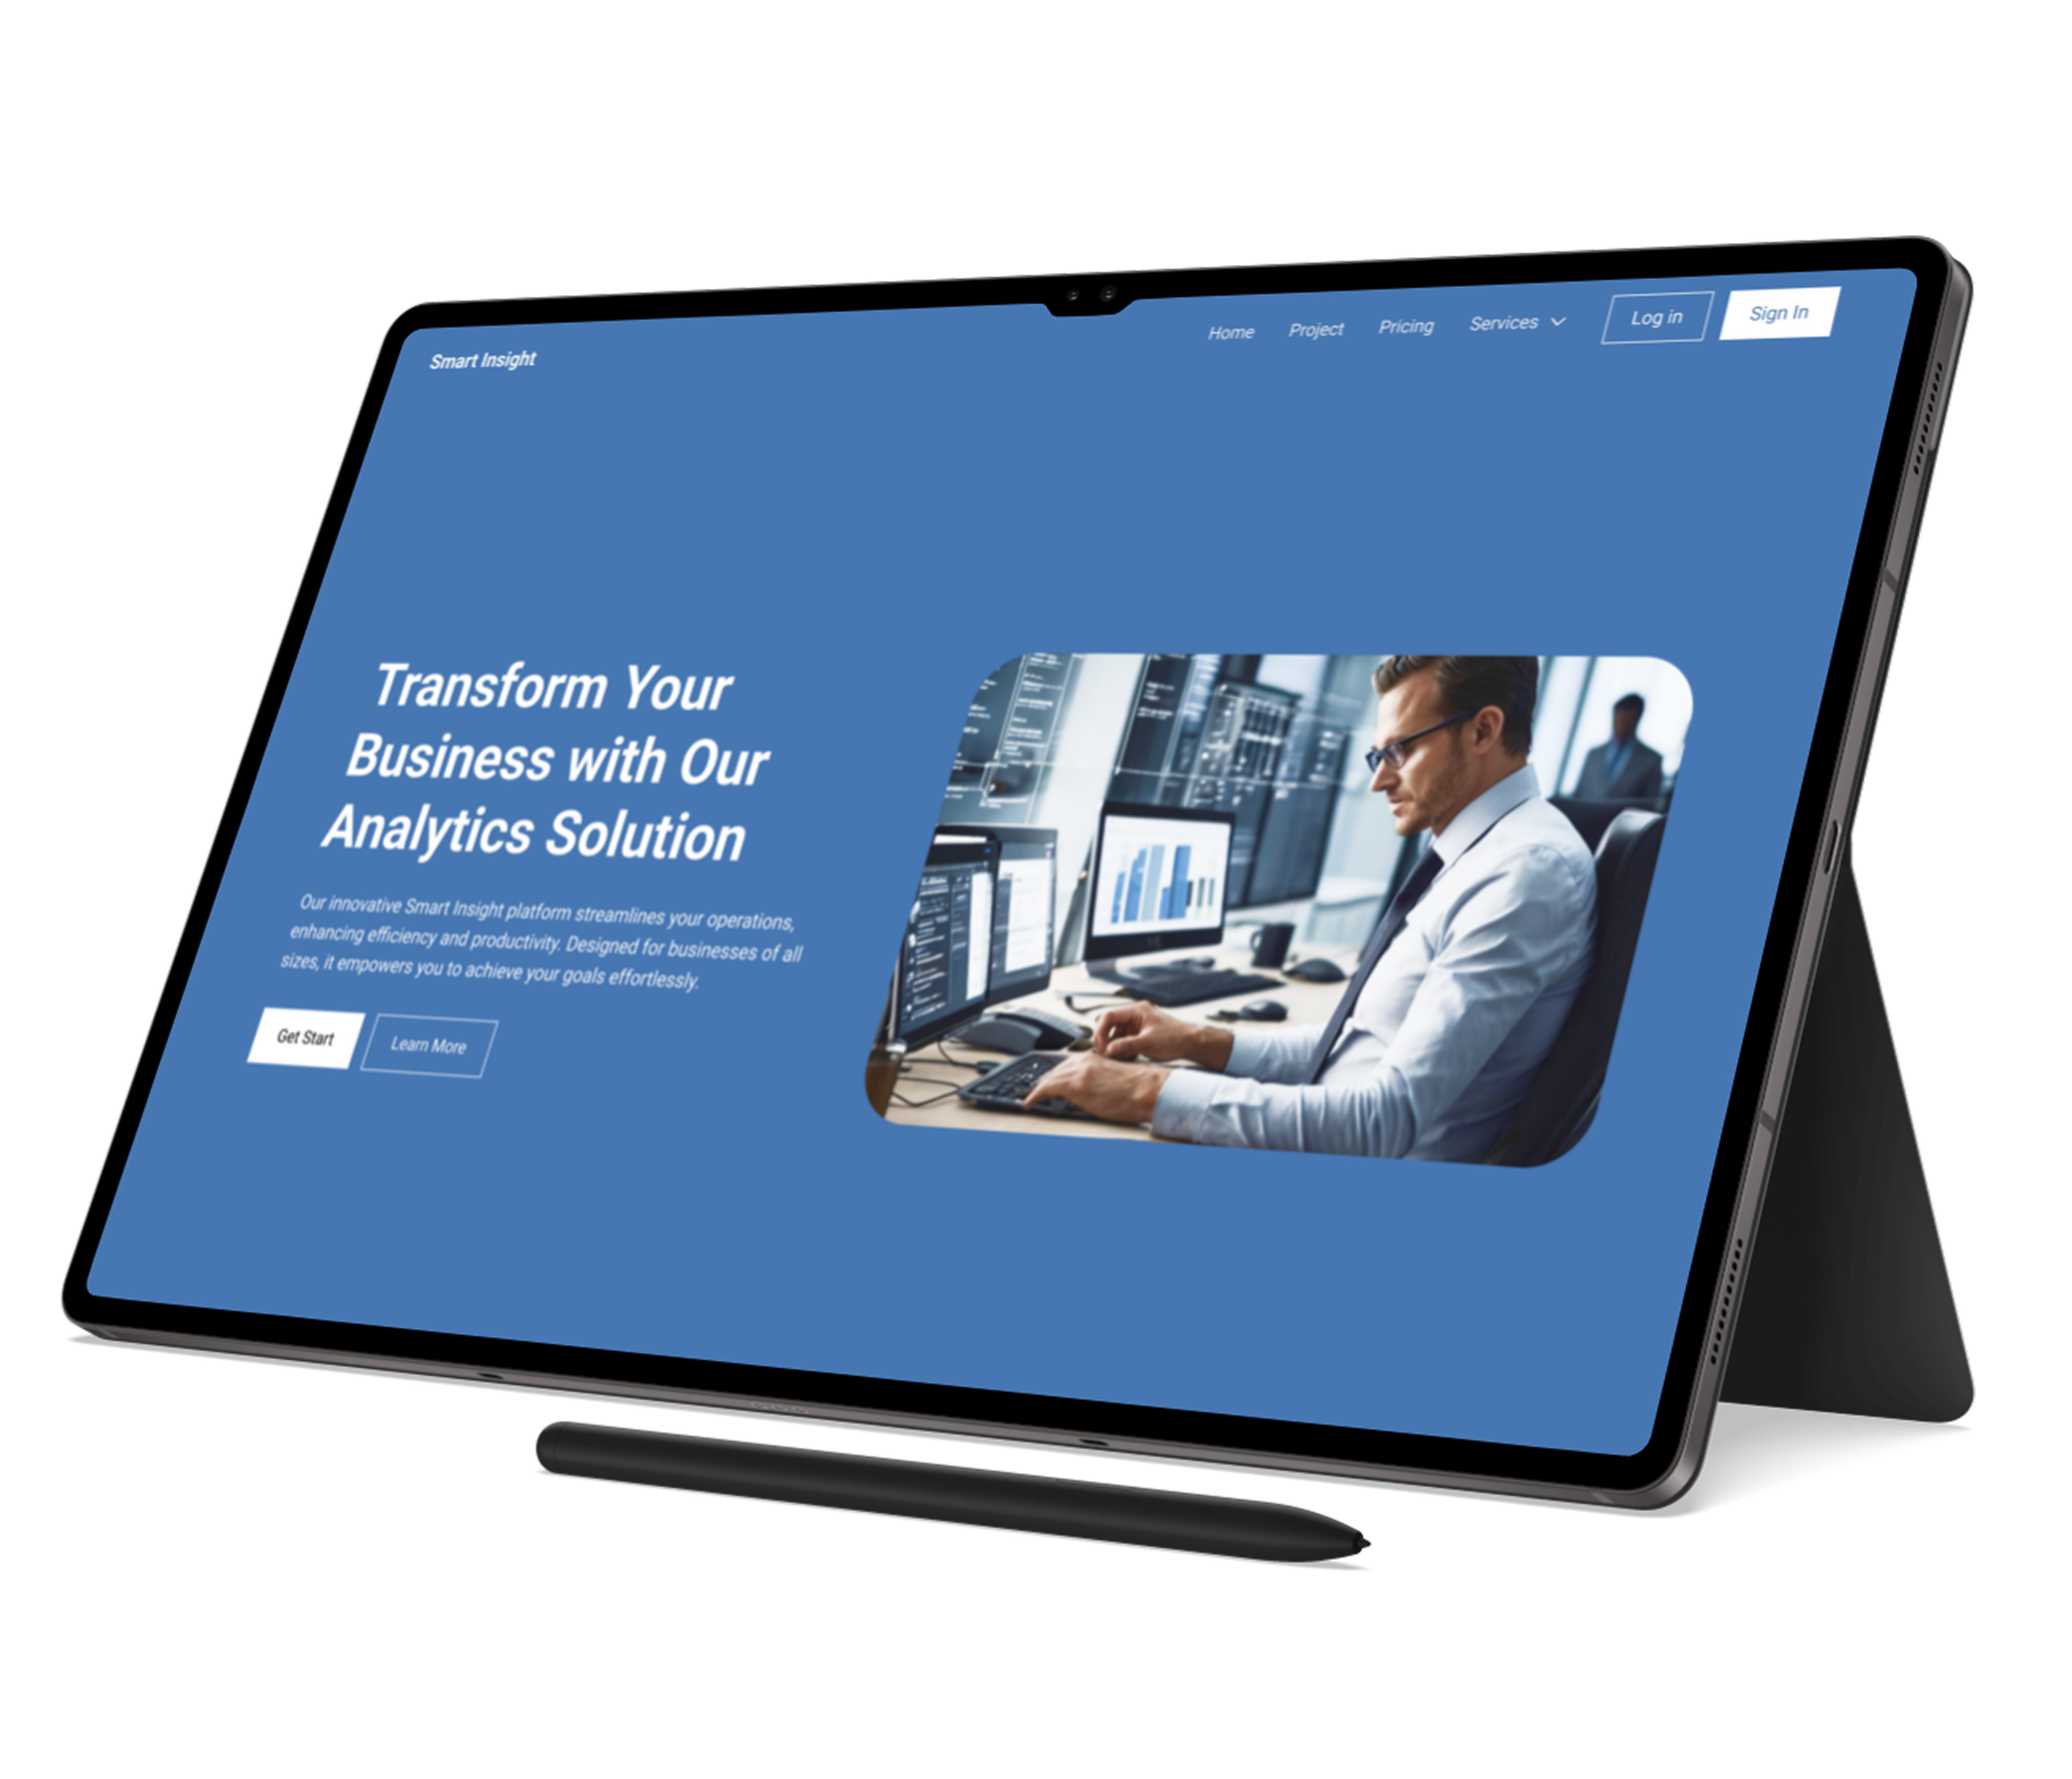 Smart Insight
Home
Project
Pricing
Services
Log in
Sign In
Transform Your
Business with Our
Analytics Solution
Our innovative Smart Insight platform streamlines your operations,
enhancing efficiency and productivity. Designed for businesses of all
sizes, it empowers you to achieve your goals effortlessly.
Get Start
Learn More